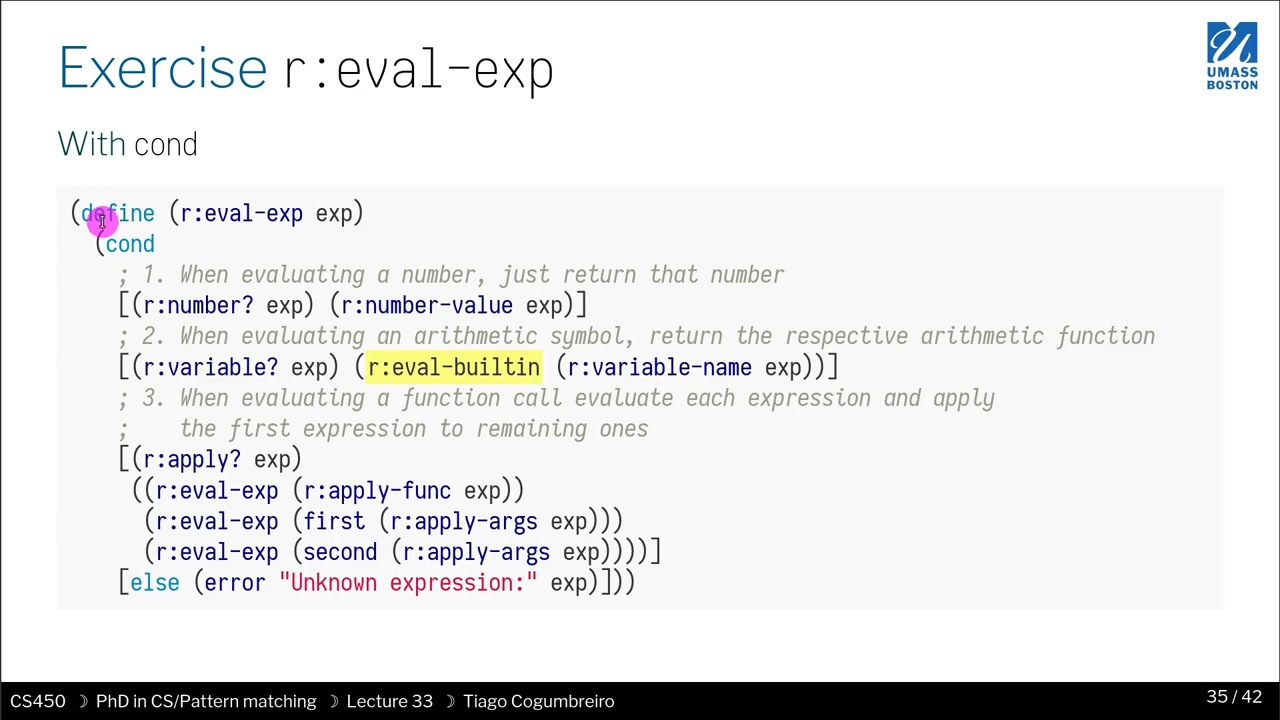 Exercise r:eval-exp
UMASS
BOSTON
With cond
(define (r:eval-exp exp)
  (cond
    ; 1. When evaluating a number, just return that number
    [(r:number? exp) (r:number-value exp)]
    ; 2. When evaluating an arithmetic symbol, return the respective arithmetic function
    [(r:variable? exp) (r:eval-builtin (r:variable-name exp))]
    ; 3. When evaluating a function call evaluate each expression and apply
    ;    the first expression to remaining ones
    [(r:apply? exp)
     ((r:eval-exp (r:apply-func exp))
      (r:eval-exp (first (r:apply-args exp)))
      (r:eval-exp (second (r:apply-args exp))))]
    [else (error "Unknown expression:" exp)]))
CS450 ☽ PhD in CS/Pattern matching ☽ Lecture 33 ☽ Tiago Cogumbreiro
35 / 42